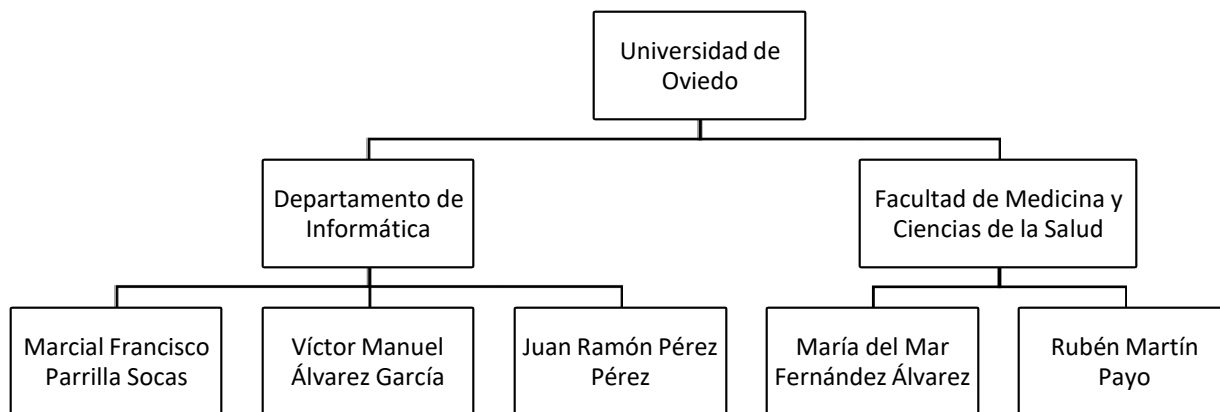 Universidad de
Oviedo
Departamento de
Informática
Facultad de Medicina y
Ciencias de la Salud
Marcial Francisco
Parrilla Socas
Víctor Manuel
Álvarez García
Juan Ramón Pérez
Pérez
María del Mar
Fernández Álvarez
Rubén Martín
Payo